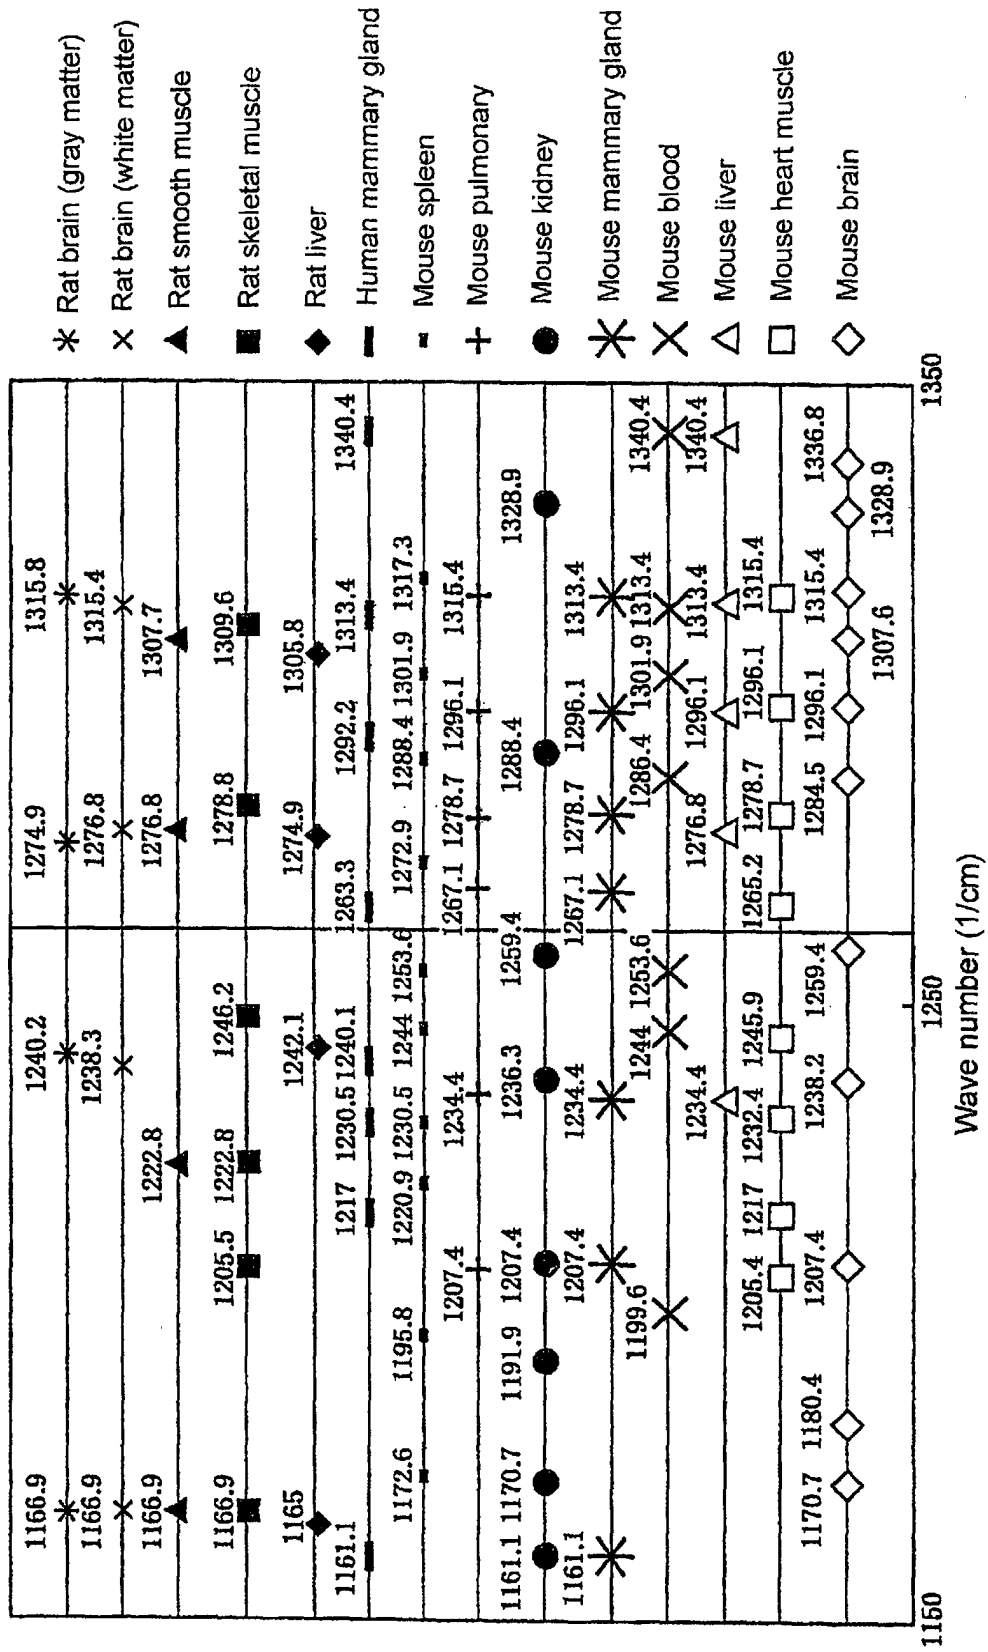 1166.9 1240.2 1274.9 1315.8 Rat brain (gray matter)
1166.9 1238.3 1276.8 1315.4 Rat brain (white matter)
1166.9 1222.8 1276.8 1307.7 Rat smooth muscle
1166.9 1205.5 1222.8 1246.2 1278.8 1309.6 Rat skeletal muscle
1165 1242.1 1274.9 1305.8 Rat liver
1161.1 1217 1230.5 1240.1 1263.3 1292.2 1313.4 1340.4 Human mammary gland
1172.6 1195.8 1220.9 1230.5 1244 1253.6 1272.9 1288.4 1301.9 1317.3 Mouse spleen
1207.4 1234.4 1267.1 1278.7 1296.1 1315.4 Mouse pulmonary
1161.1 1170.7 1191.9 1207.4 1236.3 1259.4 1288.4 1328.9 Mouse kidney
1161.1 1207.4 1234.4 1267.1 1278.7 1296.1 1313.4 Mouse mammary gland
1199.6 1244 1253.6 1286.4 1301.9 1313.4 1340.4 Mouse blood
1234.4 1276.8 1296.1 1313.4 1340.4 Mouse liver
1205.4 1217 1232.4 1245.9 1265.2 1278.7 1296.1 1315.4 Mouse heart muscle
1170.7 1180.4 1207.4 1238.2 1259.4 1284.5 1296.1 1315.4 1336.8 Mouse brain
1307.6 1328.9
1150 1250 1350
Wave number (1/cm)